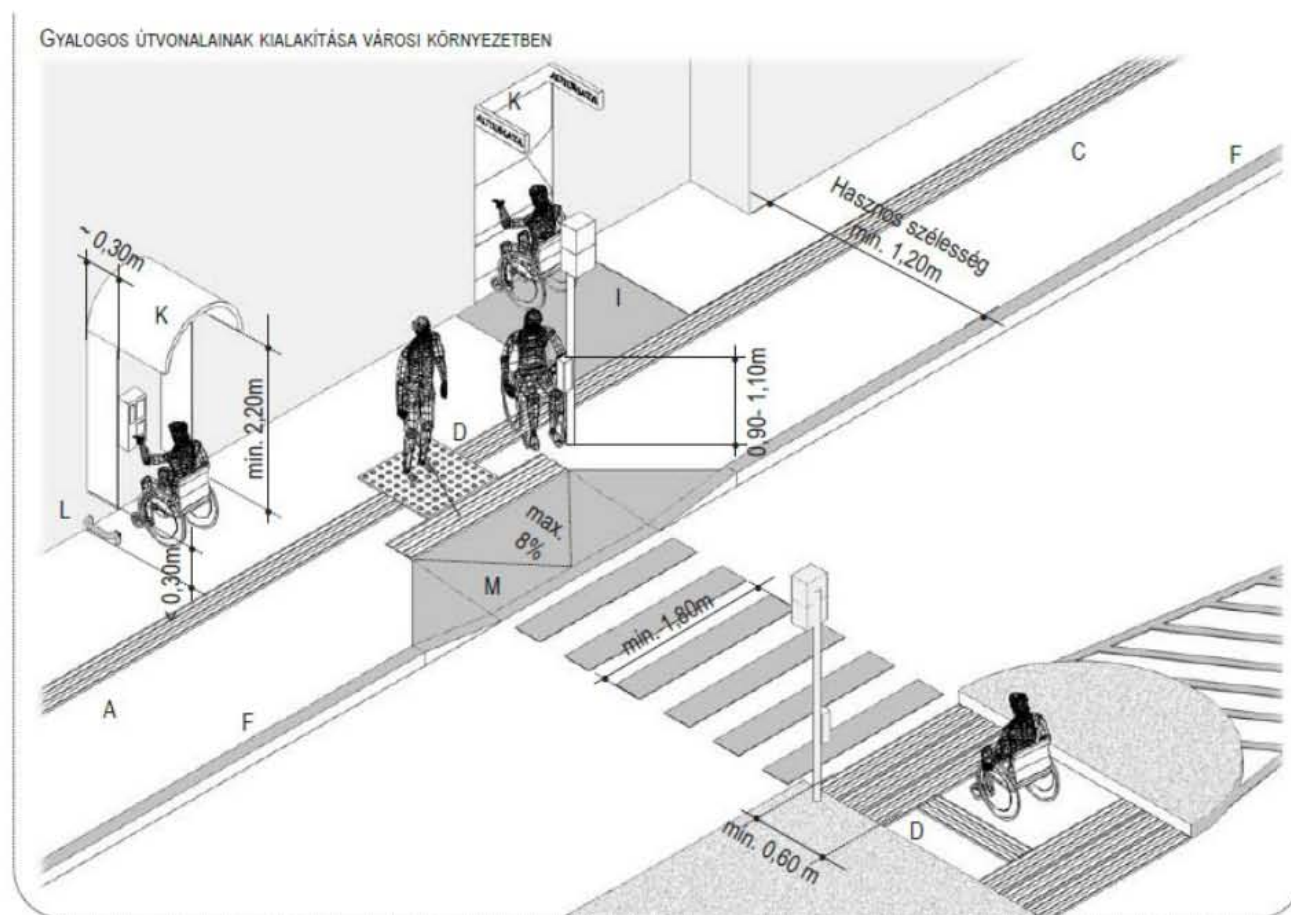 GYALOGOS ÚTVONALAINAK KIALAKÍTÁSA VÁROSI KÖRNYEZETBEN
K
C
F
Hasznos szélesség
min. 1,20m
~ 0,30m
K
I
min. 2,20m
0,90- 1,10m
D
L
max.
8%
< 0,30m
M
min. 1,80m
A
F
D
min. 0,60 m